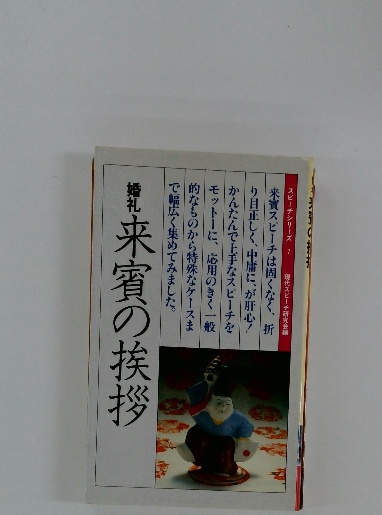 スピーチシリーズ 7
現代スピーチ研究会編
来賓スピーチは固くなく、折
り目正しく、中庸に、が肝心!
かんたんで上手なスピーチを
モットーに、応用のきく一般
的なものから特殊なケースま
で幅広く集めてみました。
婚礼
来賓の挨拶